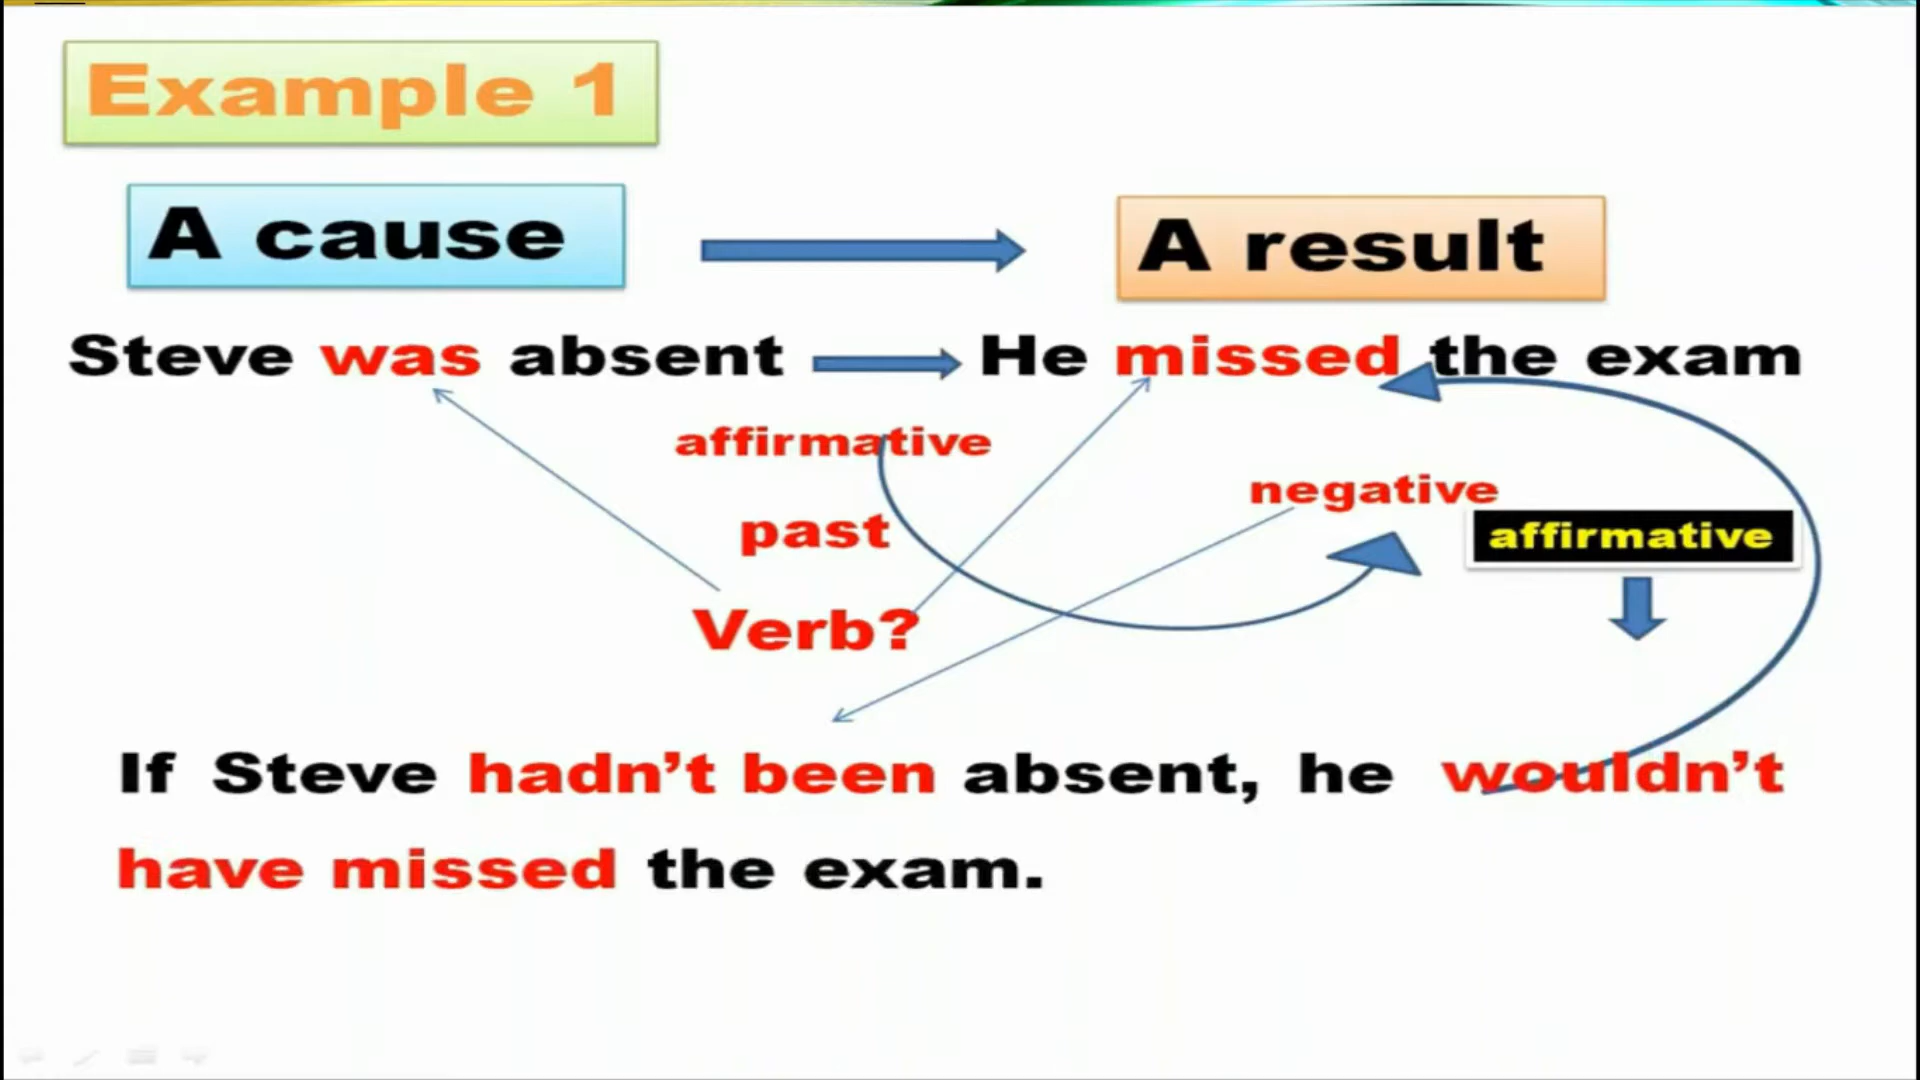 Example 1
A cause
A result
Steve was absent
He missed the exam
affirmative
negative
past
affirmative
Verb?
If Steve hadn’t been absent, he wouldn’t
have missed the exam.